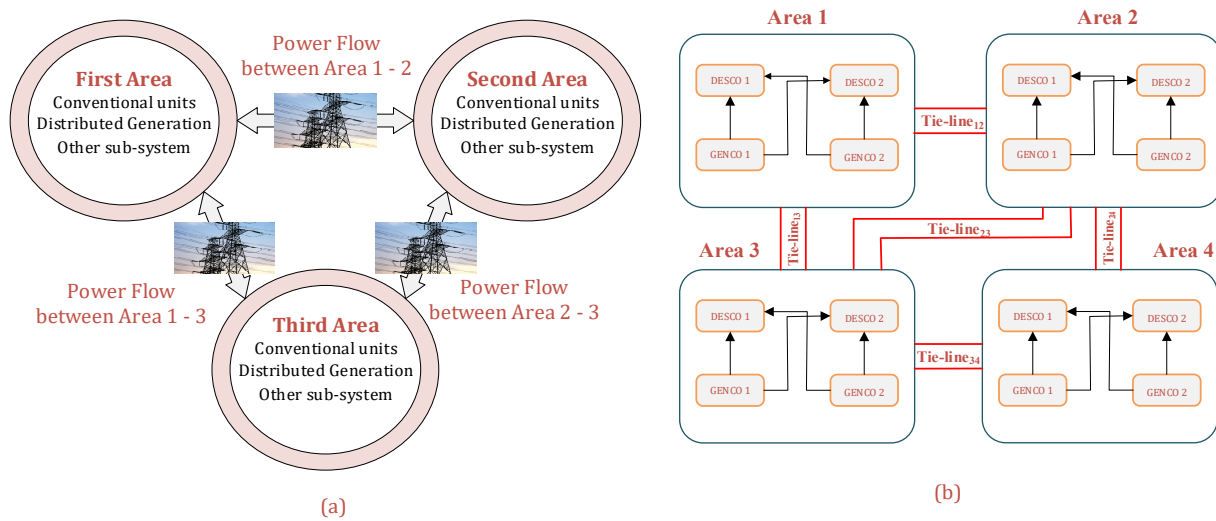 Power Flow
between Area 1 - 2
First Area
Conventional units
Distributed Generation
Other sub-system
Second Area
Conventional units
Distributed Generation
Other sub-system
Power Flow
between Area 1 - 3
Power Flow
between Area 2 - 3
Third Area
Conventional units
Distributed Generation
Other sub-system
(a)
Area 1
DESCO 1
DESCO 2
GENCO 1
GENCO 2
Tie-line12
Area 2
DESCO 1
DESCO 2
GENCO 1
GENCO 2
Tie-line13
Tie-line23
Tie-line24
Area 3
DESCO 1
DESCO 2
GENCO 1
GENCO 2
Tie-line34
Area 4
DESCO 1
DESCO 2
GENCO 1
GENCO 2
(b)